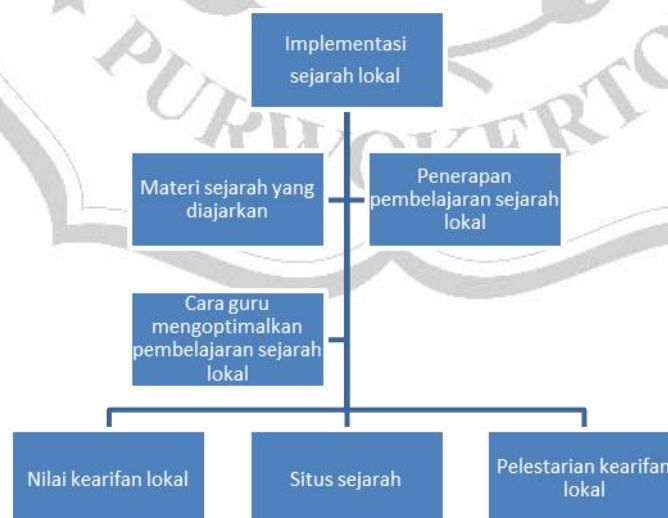 Implementasi
sejarah lokal
PURWOKERTO
Materi sejarah yang
diajarkan
Penerapan
pembelajaran sejarah
lokal
Cara guru
mengoptimalkan
pembelajaran sejarah
lokal
Nilai kearifan lokal
Situs sejarah
Pelestarian kearifan
lokal